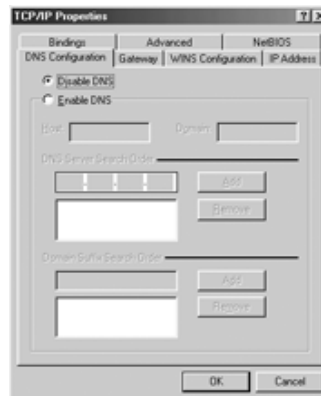 TCP/IP Properties
Bindings Advanced NetBIOS
DNS Configuration Gateway WINS Configuration IP Address
Disable DNS
Enable DNS
Host: Domain:
DNS Server Search Order
Add
Remove
Domain Suffix Search Order
Add
Remove
OK Cancel